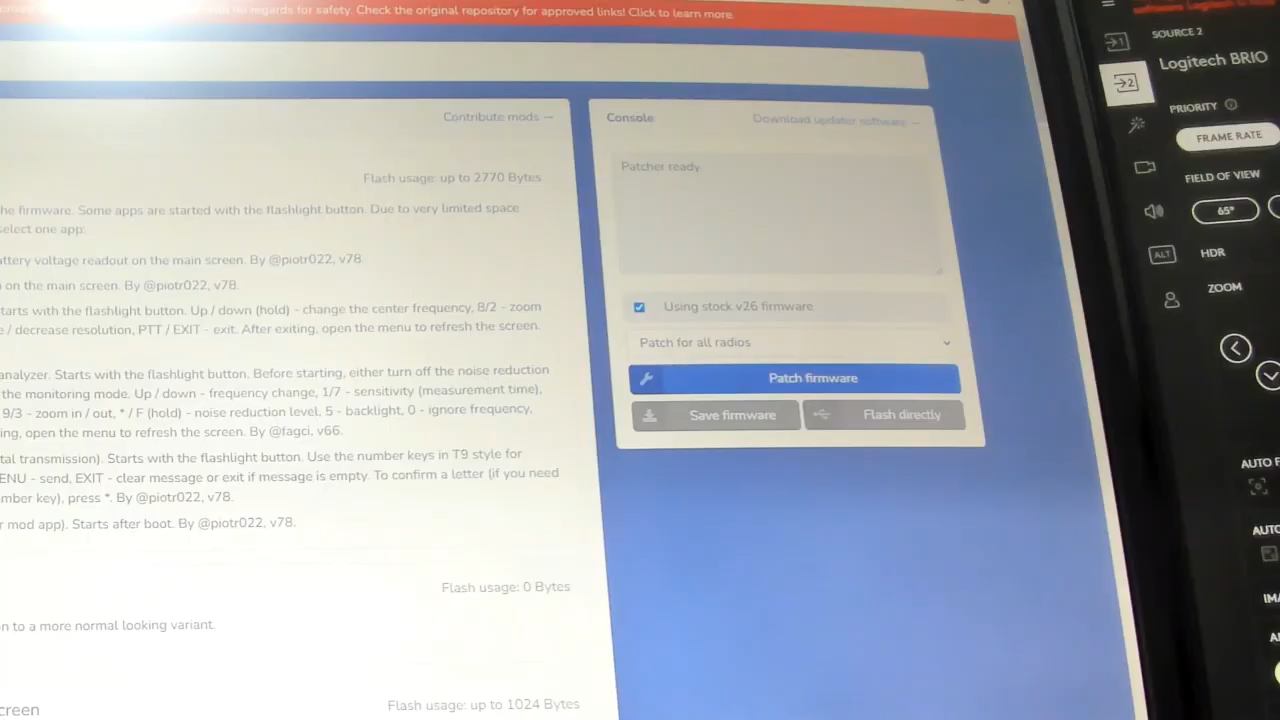 no regards for safety. Check the original repository for approved links! Click to learn more.
Contribute mods →
Flash usage: up to 2770 Bytes
he firmware. Some apps are started with the flashlight button. Due to very limited space
select one app:
attery voltage readout on the main screen. By @piotr022, v78.
on the main screen. By @piotr022, v78.
tarts with the flashlight button. Up / down (hold) - change the center frequency, 8/2 - zoom
e / decrease resolution, PTT / EXIT - exit. After exiting, open the menu to refresh the screen.
analyzer. Starts with the flashlight button. Before starting, either turn off the noise reduction
the monitoring mode. Up / down - frequency change, 1/7 - sensitivity (measurement time),
9/3 - zoom in / out, * / F (hold) - noise reduction level, 5 - backlight, 0 - ignore frequency,
ing, open the menu to refresh the screen. By @fagci, v66.
tal transmission). Starts with the flashlight button. Use the number keys in T9 style for
ENU - send, EXIT - clear message or exit if message is empty. To confirm a letter (if you need
mber key), press *. By @piotr022, v78.
r mod app). Starts after boot. By @piotr022, v78.
Flash usage: 0 Bytes
n to a more normal looking variant.
creen
Flash usage: up to 1024 Bytes
Console
Download updater software →
Patcher ready.
Using stock v26 firmware
Patch for all radios
Patch firmware
Save firmware
Flash directly
SOURCE 2
Logitech BRIO
PRIORITY
FRAME RATE
FIELD OF VIEW
65°
ALT
HDR
ZOOM
AUTO F
AUTO
IMA
A